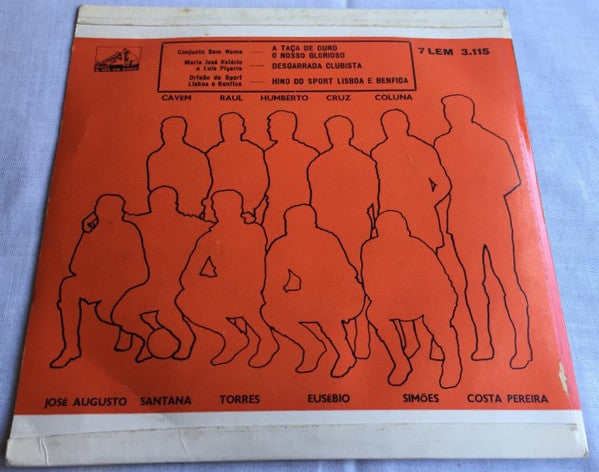 Conjunto Sem Nome — A TAÇA DE OURO
O NOSSO GLORIOSO
Maria José Valério
e Luís Piçarra — DESGARRADA CLUBISTA
Orfeão do Sport
Lisboa e Benfica — HINO DO SPORT LISBOA E BENFICA
7 LEM 3.115
CAVÉM RAUL HUMBERTO CRUZ COLUNA
JOSÉ AUGUSTO SANTANA TORRES EUSÉBIO SIMÕES COSTA PEREIRA